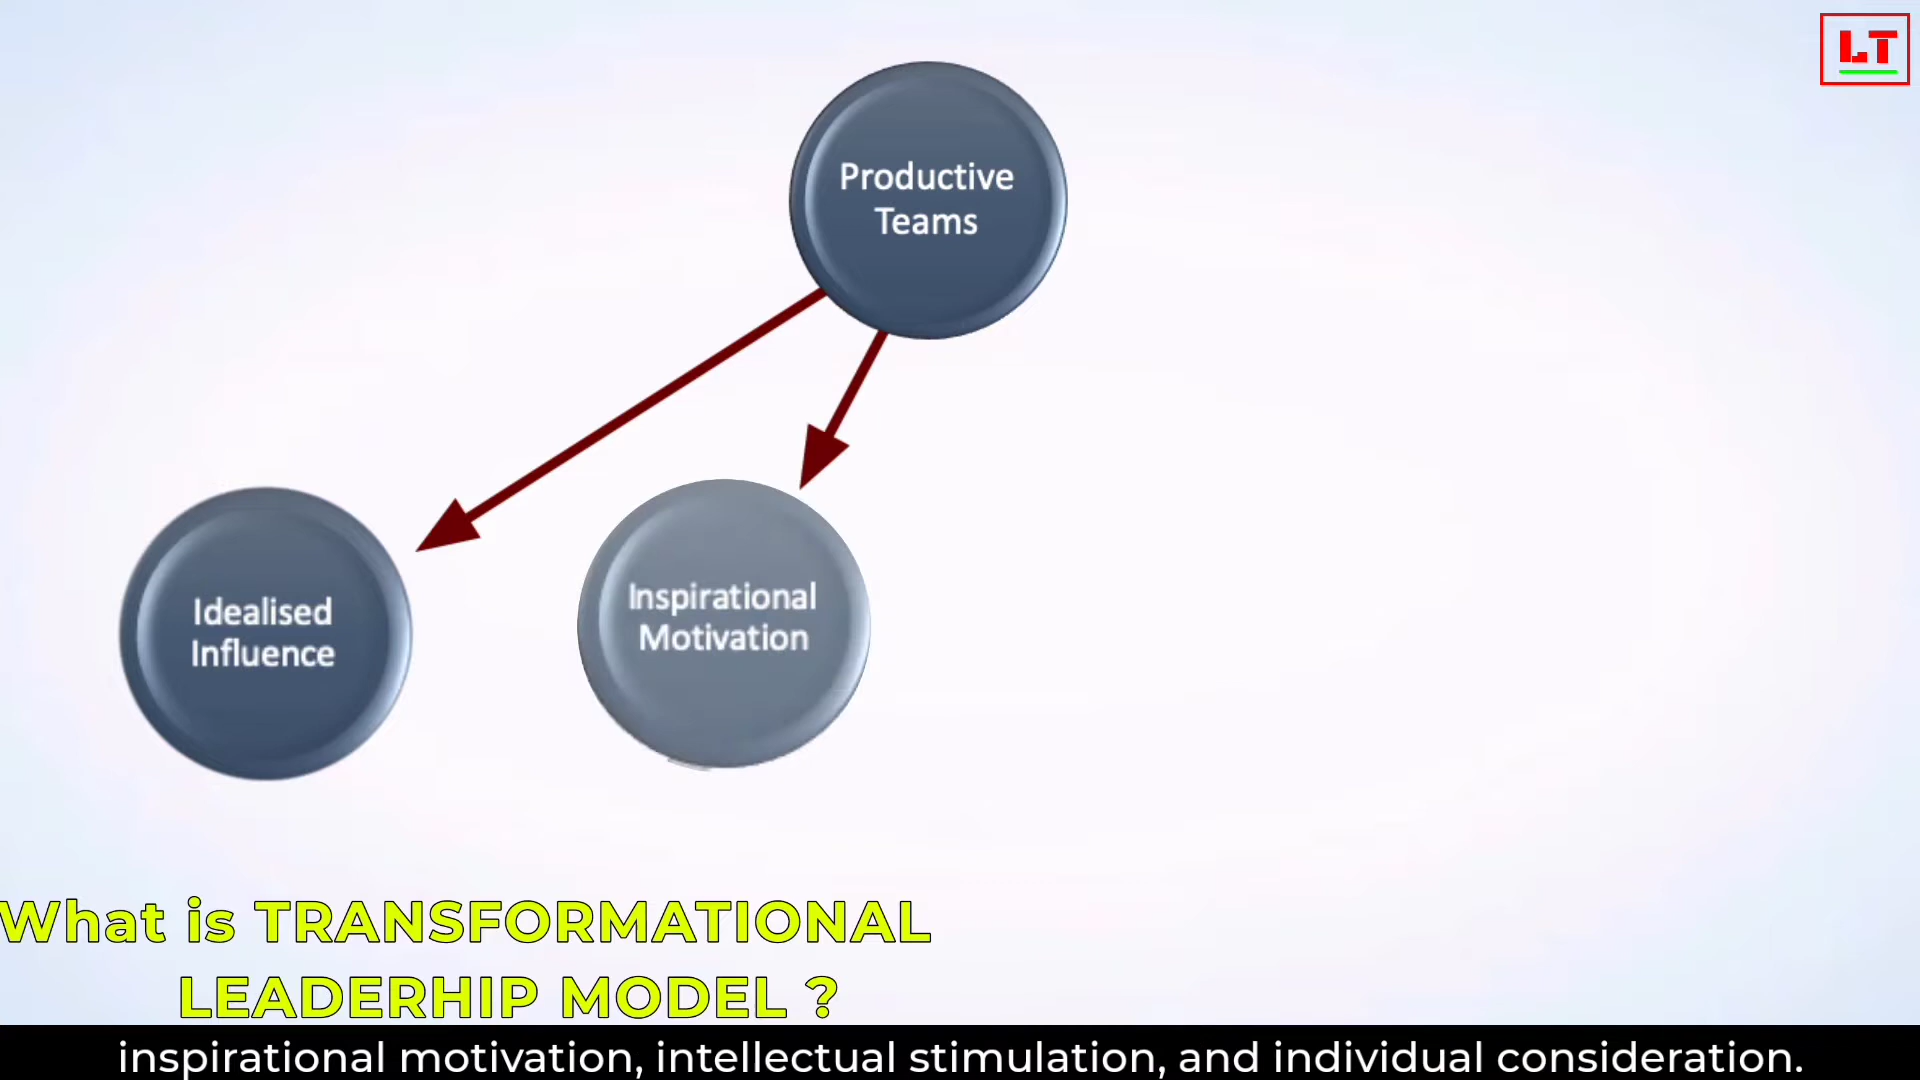 LT
Productive
Teams
Idealised
Influence
Inspirational
Motivation
What is TRANSFORMATIONAL
LEADERHIP MODEL ?
inspirational motivation, intellectual stimulation, and individual consideration.